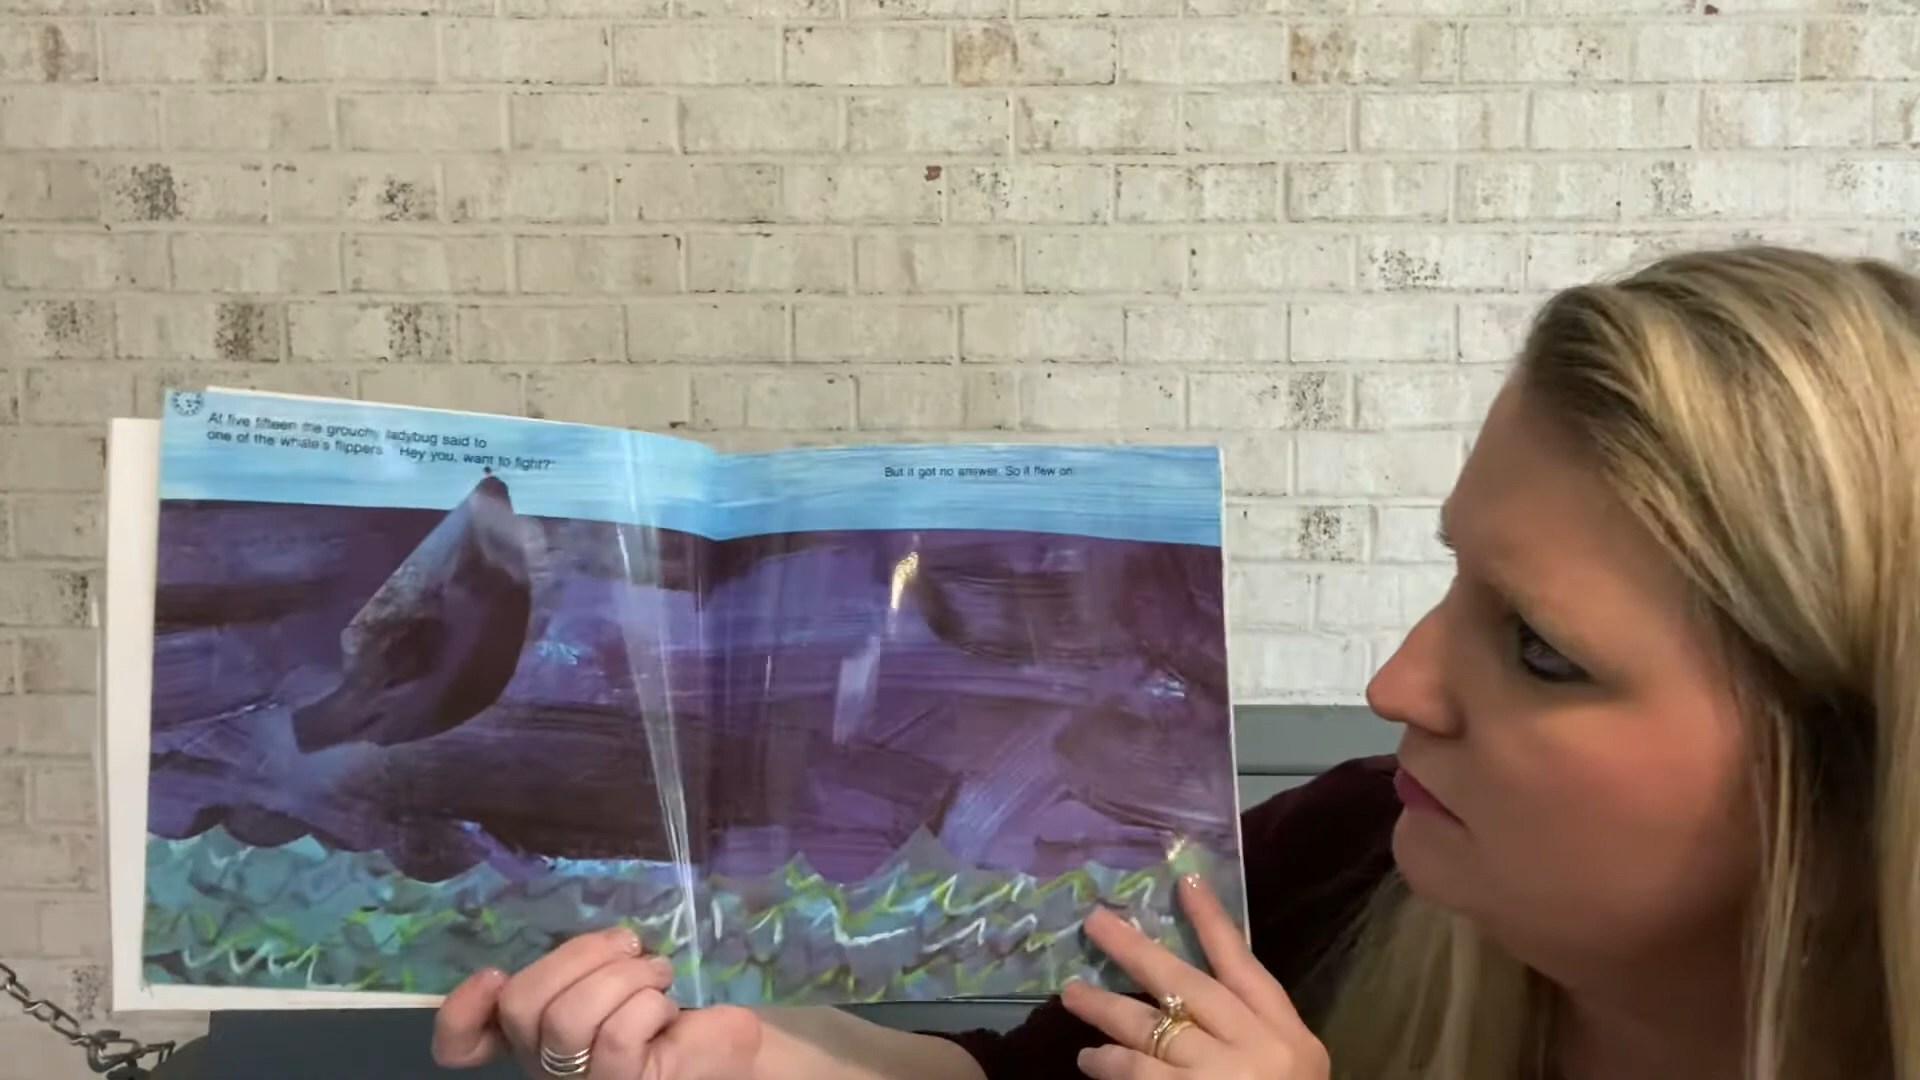 At five fifteen the grouchy ladybug said to
one of the whale's flippers "Hey you, want to fight?"
But it got no answer. So it flew on.